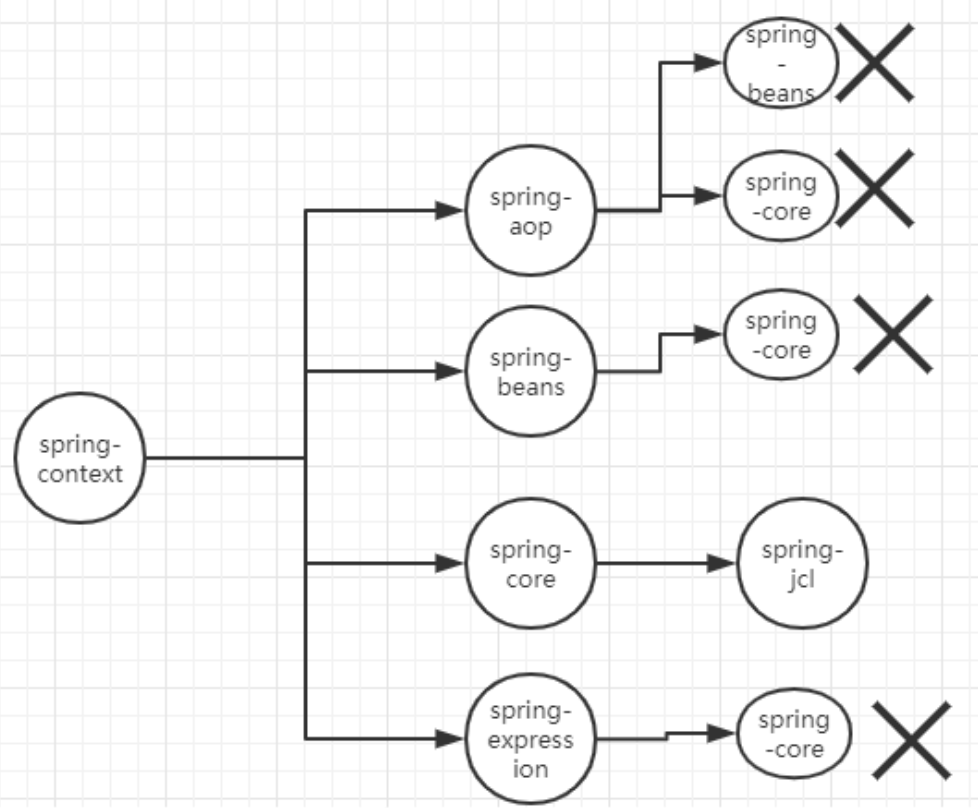 spring
-
beans
spring-
aop
spring
-core
spring-
beans
spring
-core
spring-
context
spring-
core
spring-
jcl
spring-
express
ion
spring
-core